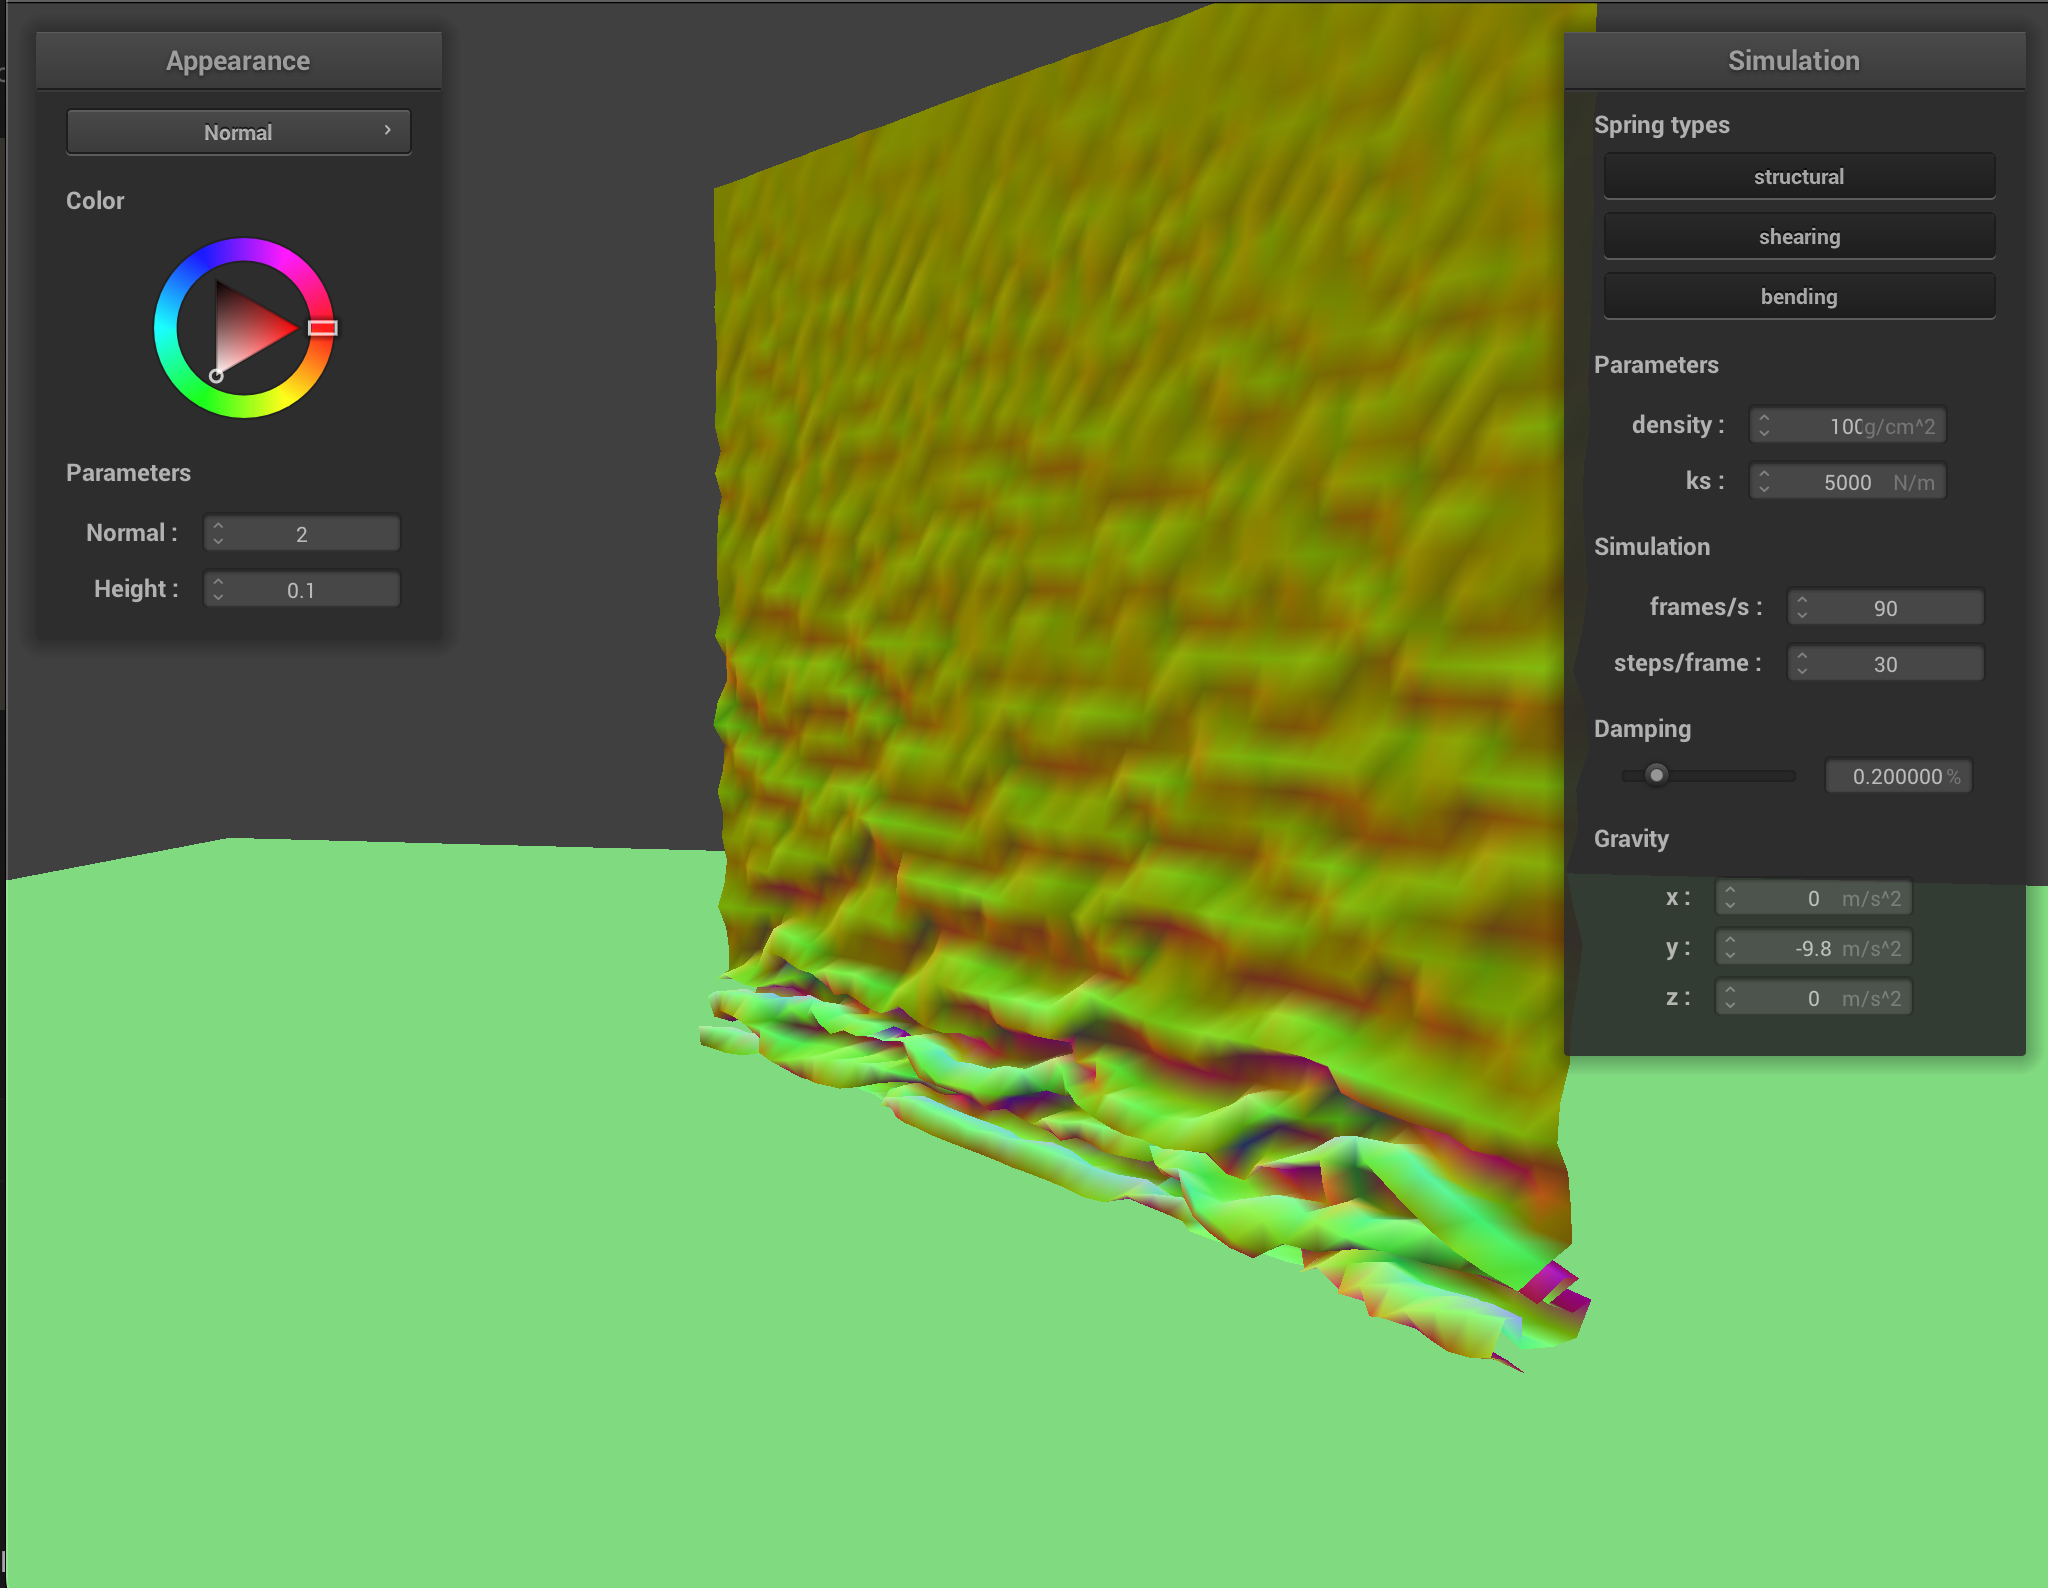 Appearance
Normal
Color
Parameters
Normal : 2
Height : 0.1
Simulation
Spring types
structural
shearing
bending
Parameters
density : 100 g/cm^2
ks : 5000 N/m
Simulation
frames/s : 90
steps/frame : 30
Damping
0.200000 %
Gravity
x : 0 m/s^2
y : -9.8 m/s^2
z : 0 m/s^2